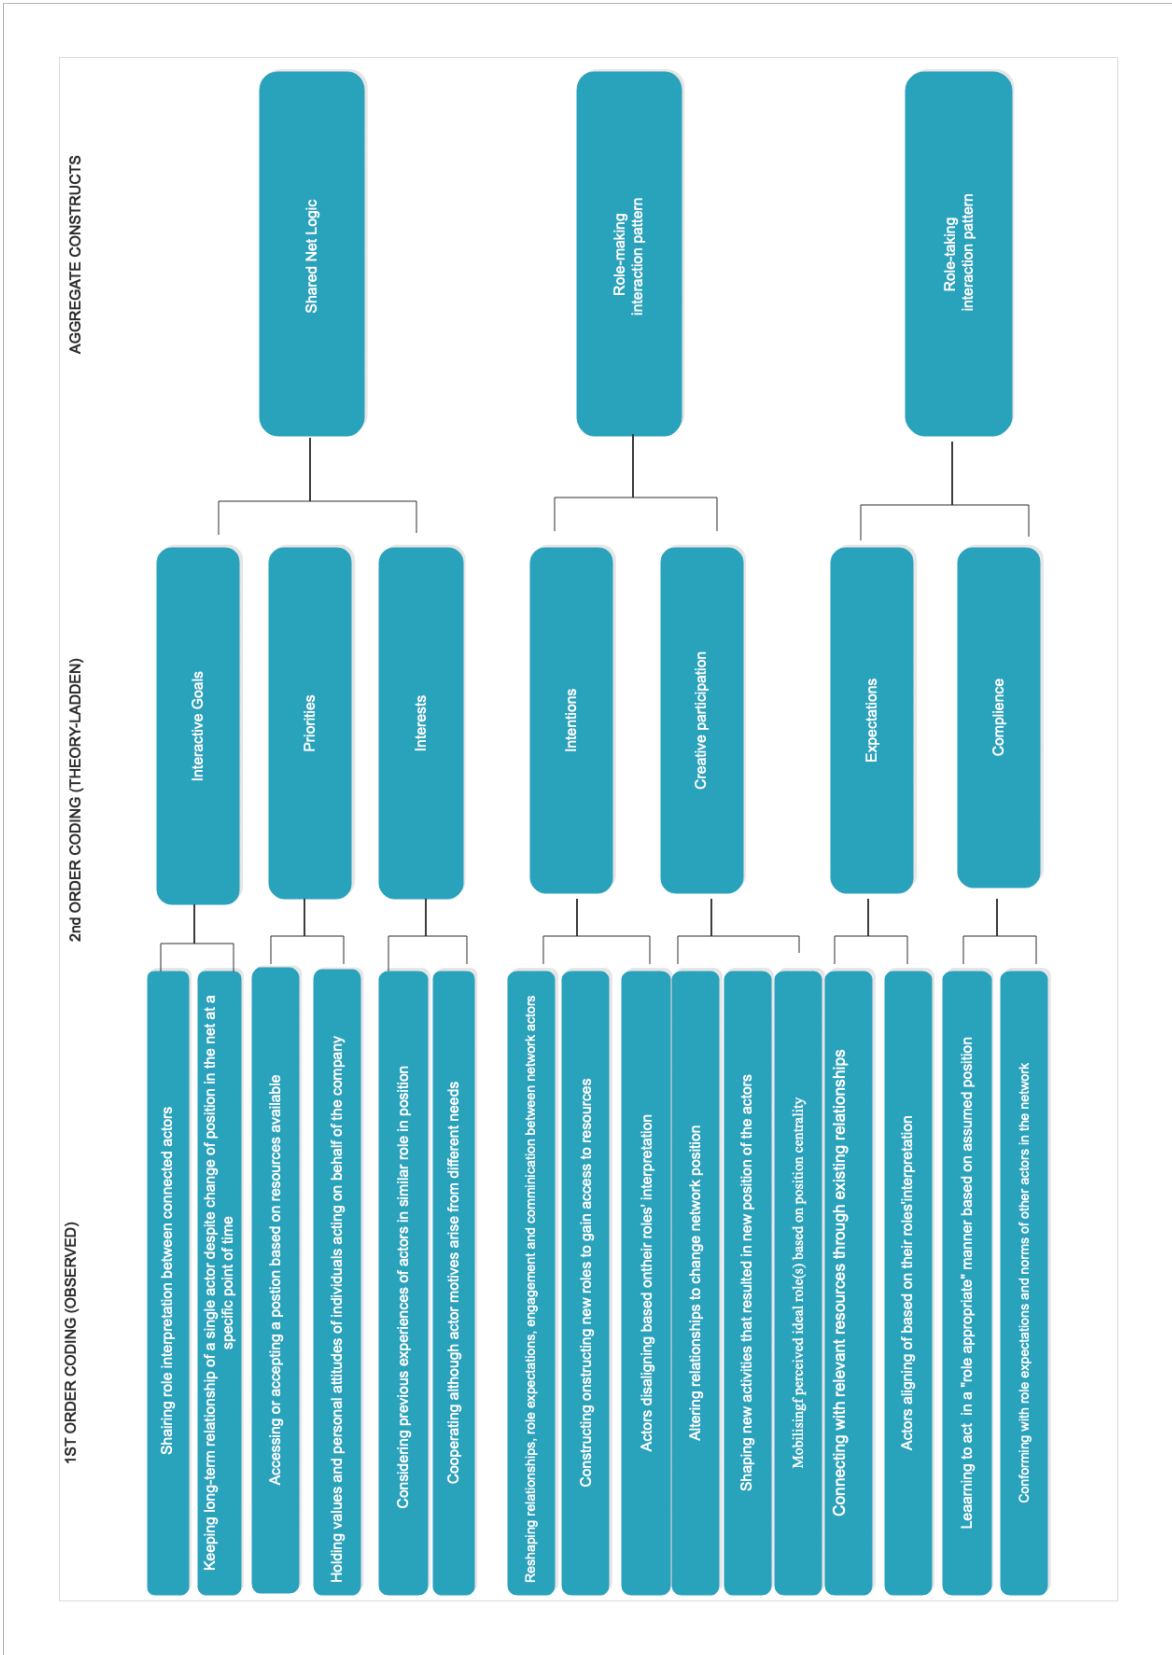 1ST ORDER CODING (OBSERVED)
2nd ORDER CODING (THEORY-LADDEN)
AGGREGATE CONSTRUCTS
Shairing role interpretation between connected actors
Keeping long-term relationship of a single actor despite change of position in the net at a
specific point of time
Interactive Goals
Accessing or accepting a postion based on resources available
Holding values and personal attitudes of individuals acting on behalf of the company
Priorities
Considering previous experiences of actors in similar role in position
Cooperating although actor motives arise from different needs
Interests
Shared Net Logic
Reshaping relationships, role expectations, engagement and comminication between network actors
Constructing onstructing new roles to gain access to resources
Actors disaligning based ontheir roles' interpretation
Intentions
Altering relationships to change network position
Shaping new activities that resulted in new position of the actors
Mobilisingf perceived ideal role(s) based on position centrality
Creative participation
Role-making
interaction pattern
Connecting with relevant resources through existing relationships
Actors aligning of based on their roles'interpretation
Expectations
Leaarning to act in a "role appropriate" manner based on assumed position
Conforming with role expectations and norms of other actors in the network
Complience
Role-taking
interaction pattern